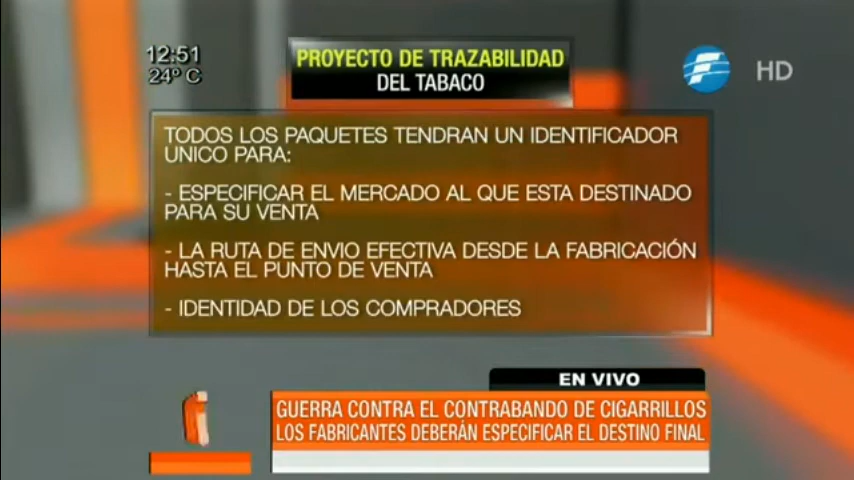 12:51
24º C
PROYECTO DE TRAZABILIDAD
DEL TABACO
HD
TODOS LOS PAQUETES TENDRAN UN IDENTIFICADOR
UNICO PARA:
- ESPECIFICAR EL MERCADO AL QUE ESTA DESTINADO
PARA SU VENTA
- LA RUTA DE ENVIO EFECTIVA DESDE LA FABRICACIÓN
HASTA EL PUNTO DE VENTA
- IDENTIDAD DE LOS COMPRADORES
EN VIVO
GUERRA CONTRA EL CONTRABANDO DE CIGARRILLOS
LOS FABRICANTES DEBERÁN ESPECIFICAR EL DESTINO FINAL